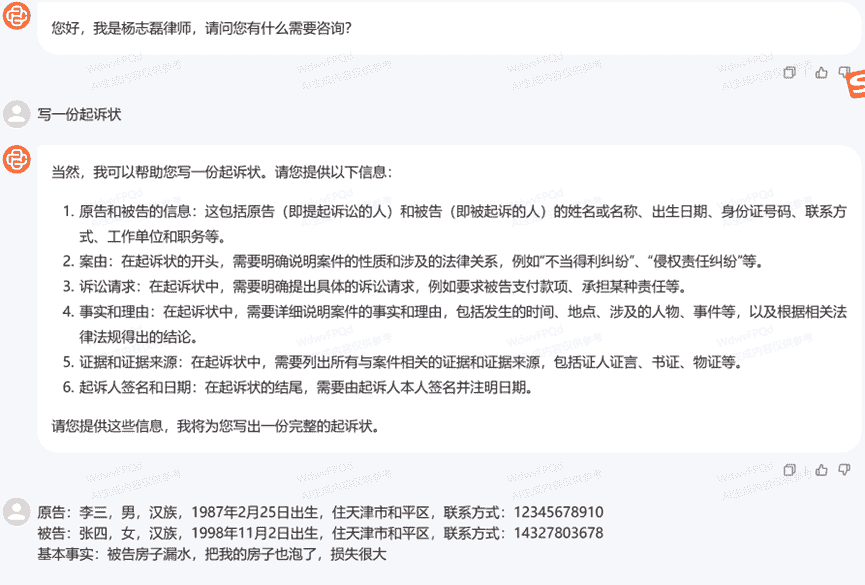 您好，我是杨志磊律师，请问您有什么需要咨询？
写一份起诉状
当然，我可以帮助您写一份起诉状。请您提供以下信息：
1. 原告和被告的信息：这包括原告（即提起诉讼的人）和被告（即被起诉的人）的姓名或名称、出生日期、身份证号码、联系方
式、工作单位和职务等。
2. 案由：在起诉状的开头，需要明确说明案件的性质和涉及的法律关系，例如“不当得利纠纷”、“侵权责任纠纷”等。
3. 诉讼请求：在起诉状中，需要明确提出具体的诉讼请求，例如要求被告支付款项、承担某种责任等。
4. 事实和理由：在起诉状中，需要详细说明案件的事实和理由，包括发生的时间、地点、涉及的人物、事件等，以及根据相关法
律法规得出的结论。
5. 证据和证据来源：在起诉状中，需要列出所有与案件相关的证据和证据来源，包括证人证言、书证、物证等。
6. 起诉人签名和日期：在起诉状的结尾，需要由起诉人本人签名并注明日期。
请您提供这些信息，我将为您写出一份完整的起诉状。
原告：李三，男，汉族，1987年2月25日出生，住天津市和平区，联系方式：12345678910
被告：张四，女，汉族，1998年11月2日出生，住天津市和平区，联系方式：14327803678
基本事实：被告房子漏水，把我的房子也泡了，损失很大